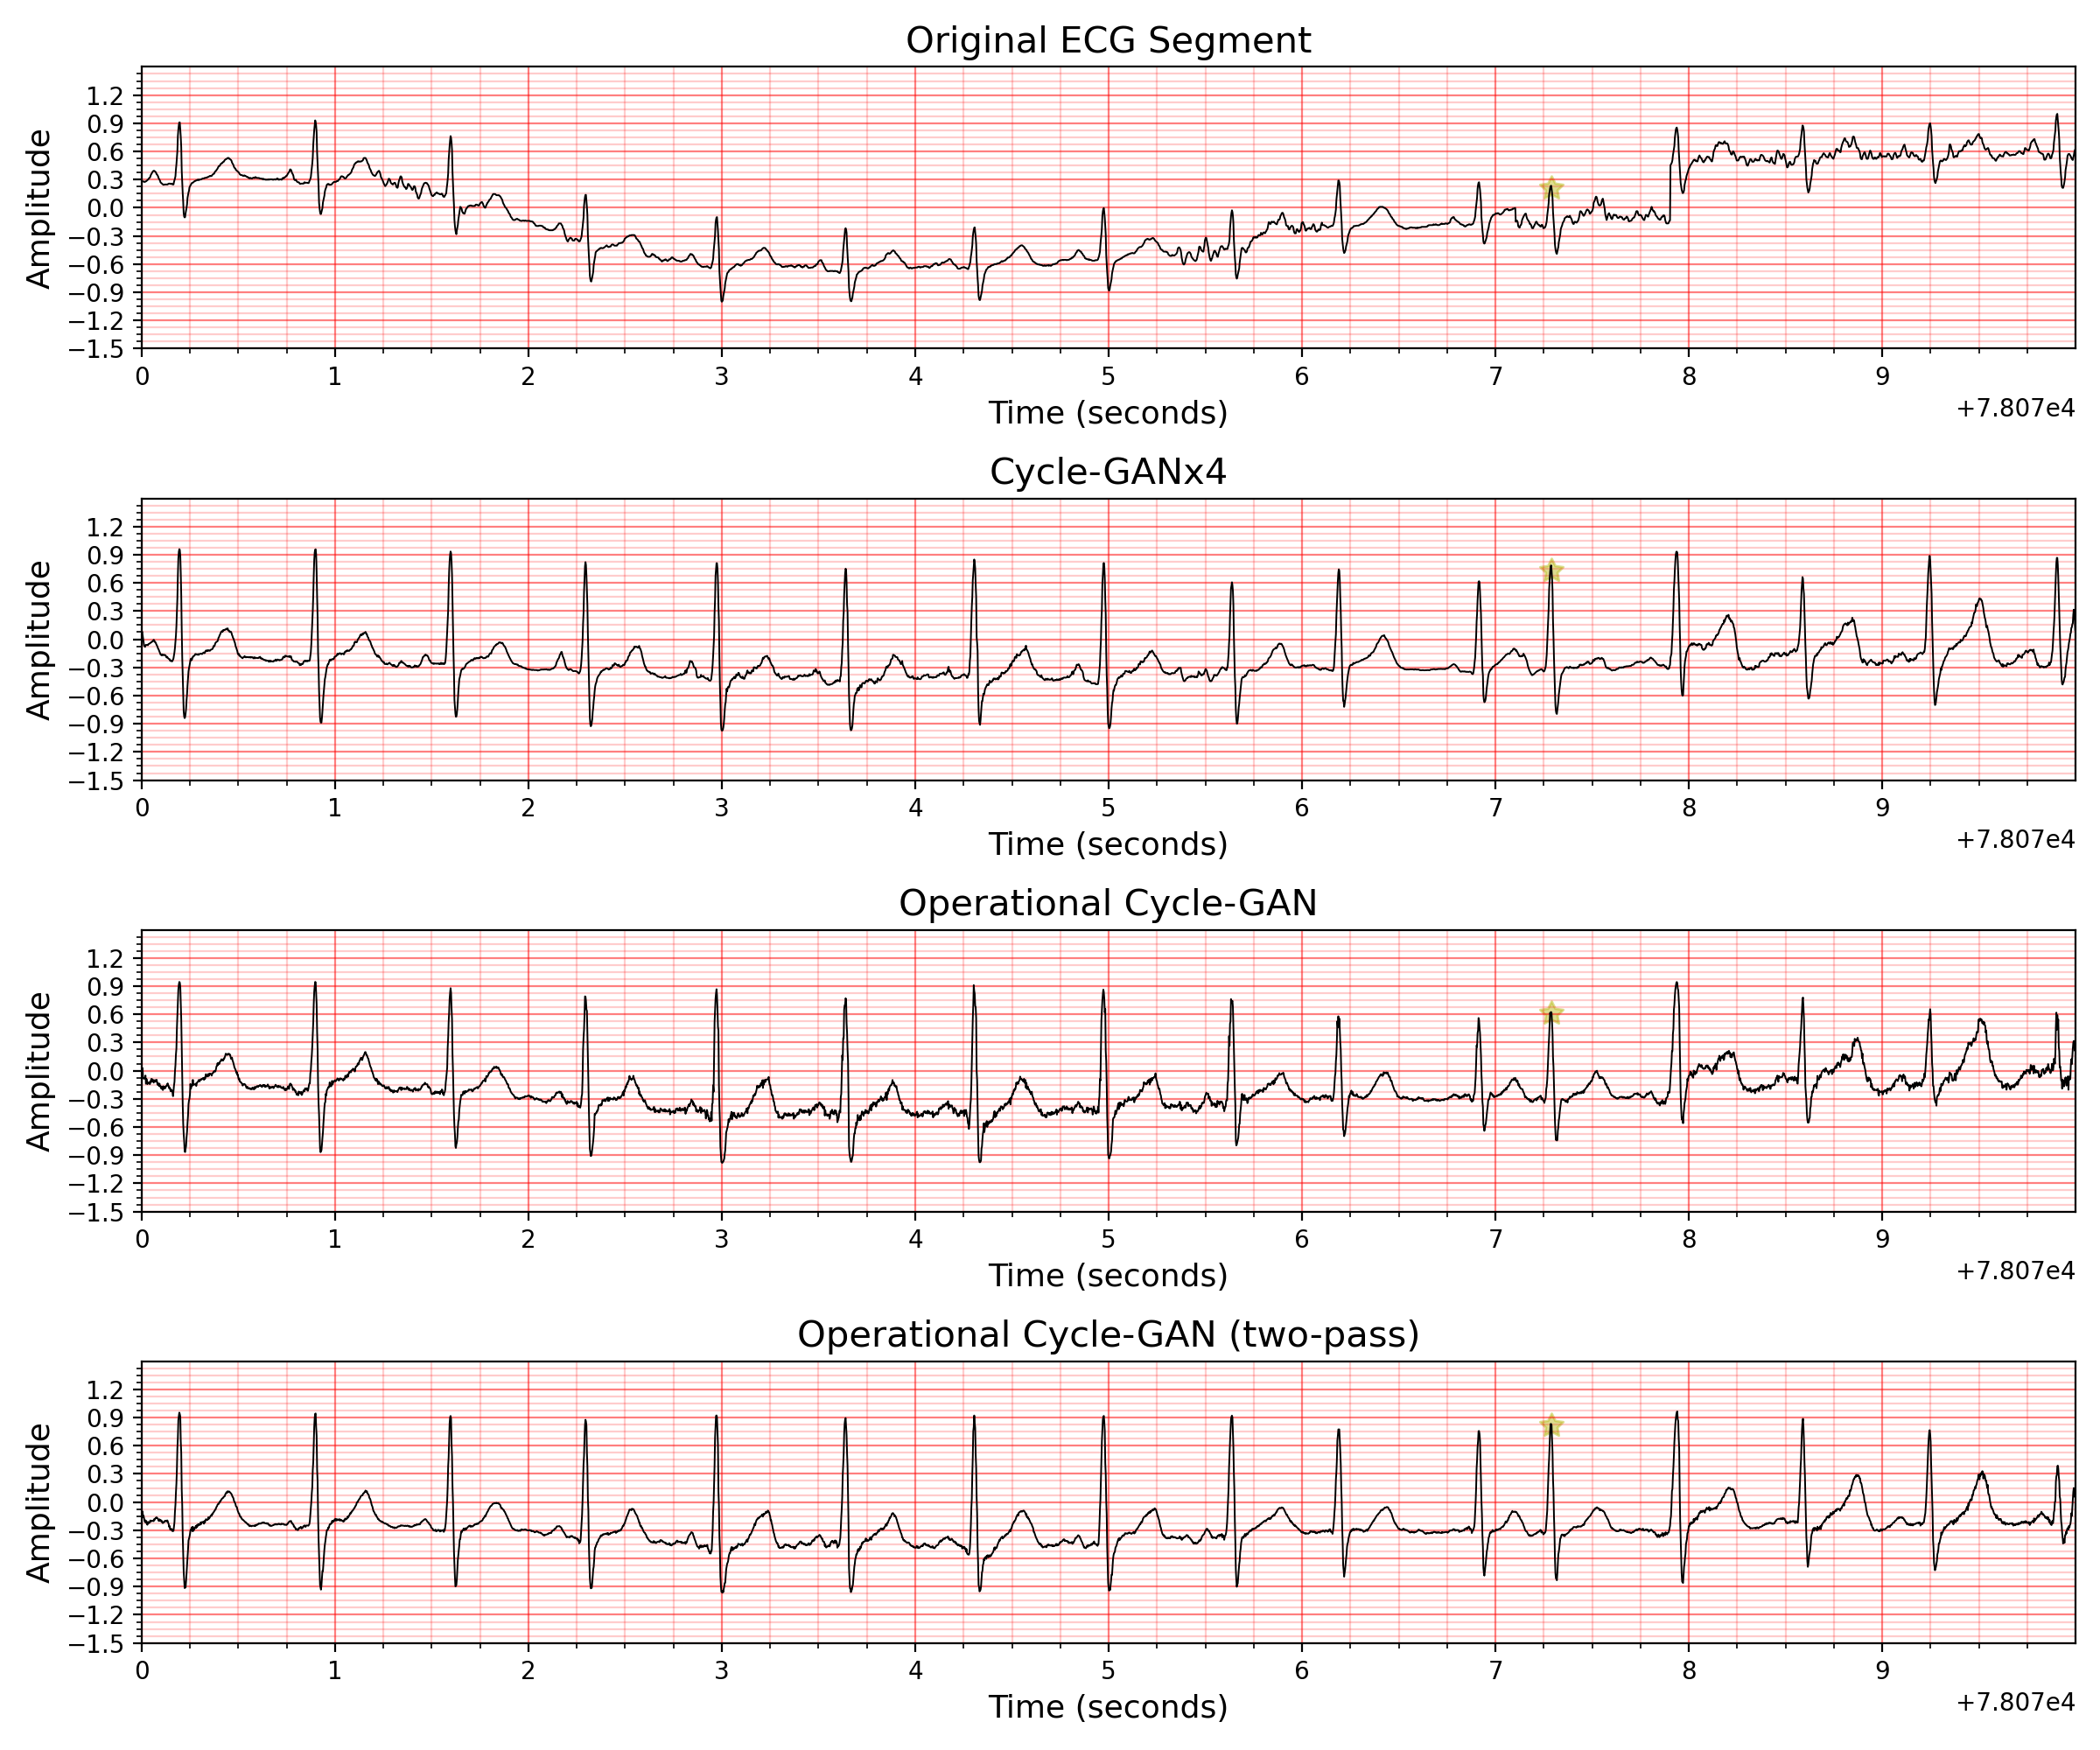 Original ECG Segment
Amplitude
1.2
0.9
0.6
0.3
0.0
−0.3
−0.6
−0.9
−1.2
−1.5
0 1 2 3 4 5 6 7 8 9
Time (seconds)
+7.807e4
Cycle-GANx4
Amplitude
1.2
0.9
0.6
0.3
0.0
−0.3
−0.6
−0.9
−1.2
−1.5
0 1 2 3 4 5 6 7 8 9
Time (seconds)
+7.807e4
Operational Cycle-GAN
Amplitude
1.2
0.9
0.6
0.3
0.0
−0.3
−0.6
−0.9
−1.2
−1.5
0 1 2 3 4 5 6 7 8 9
Time (seconds)
+7.807e4
Operational Cycle-GAN (two-pass)
Amplitude
1.2
0.9
0.6
0.3
0.0
−0.3
−0.6
−0.9
−1.2
−1.5
0 1 2 3 4 5 6 7 8 9
Time (seconds)
+7.807e4